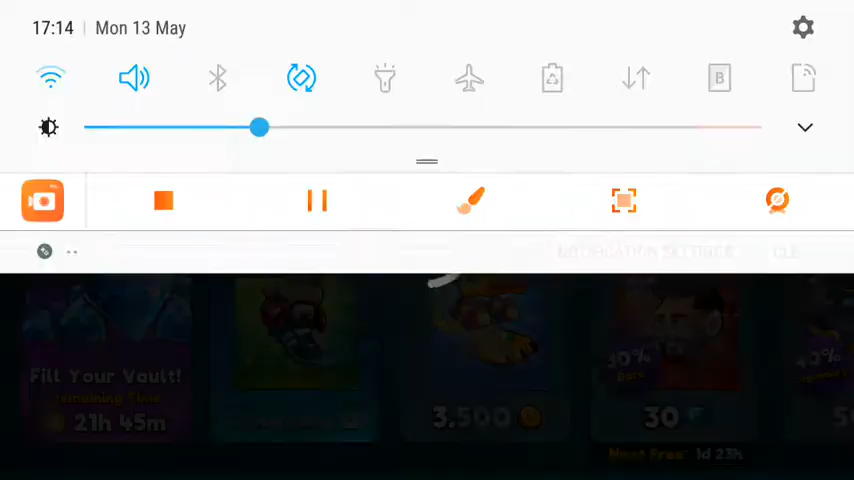 17:14 | Mon 13 May
B
NOTIFICATION SETTINGS
Fill Your Vault!
remaining Time
21h 45m
3.500
30%
30
Next Free: 1d 23h